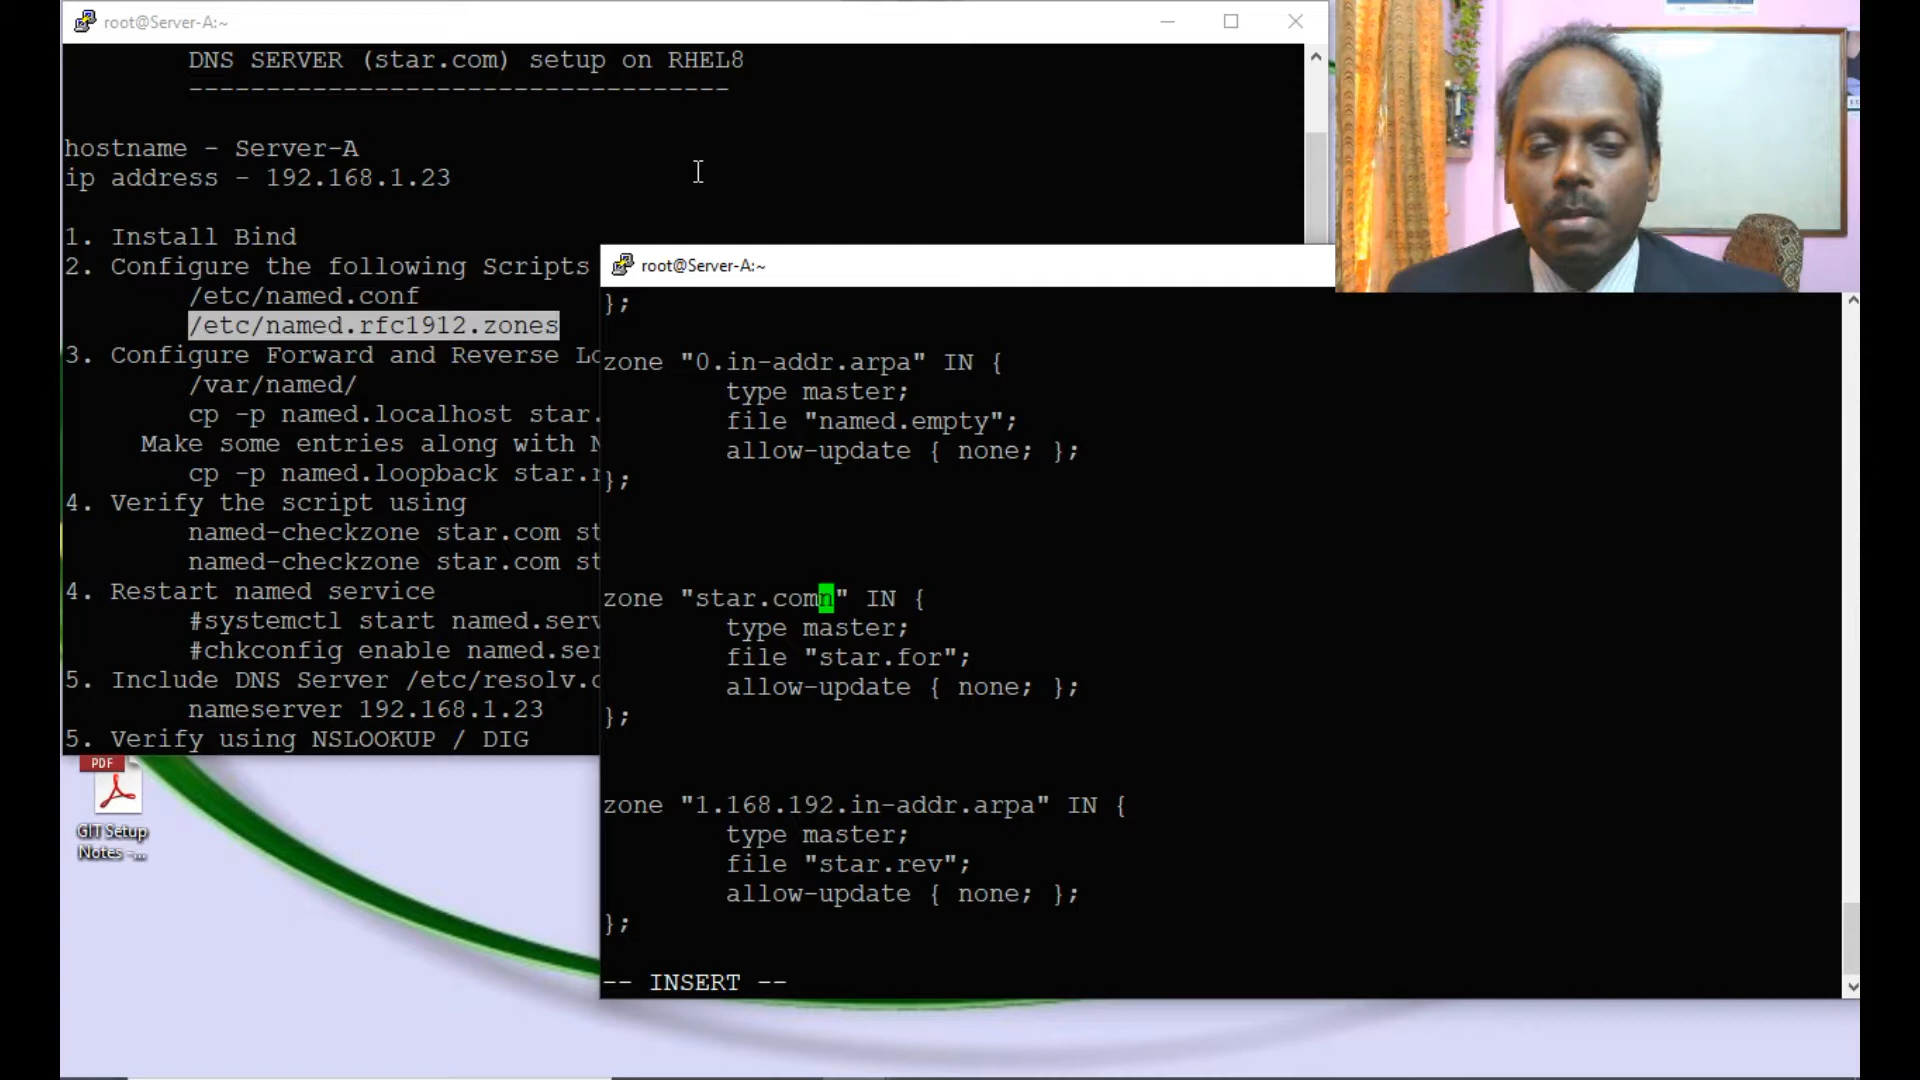 root@Server-A:~
DNS SERVER (star.com) setup on RHEL8
-----------------------------------
hostname - Server-A
ip address - 192.168.1.23
1. Install Bind
2. Configure the following Scripts
/etc/named.conf
/etc/named.rfc1912.zones
3. Configure Forward and Reverse Lo
/var/named/
cp -p named.localhost star.
Make some entries along with N
cp -p named.loopback star.r
4. Verify the script using
named-checkzone star.com st
named-checkzone star.com st
4. Restart named service
#systemctl start named.serv
#chkconfig enable named.ser
5. Include DNS Server /etc/resolv.c
nameserver 192.168.1.23
5. Verify using NSLOOKUP / DIG
root@Server-A:~
};
zone "0.in-addr.arpa" IN {
type master;
file "named.empty";
allow-update { none; };
};
zone "star.comn" IN {
type master;
file "star.for";
allow-update { none; };
};
zone "1.168.192.in-addr.arpa" IN {
type master;
file "star.rev";
allow-update { none; };
};
-- INSERT --
PDF
GIT Setup
Notes -...